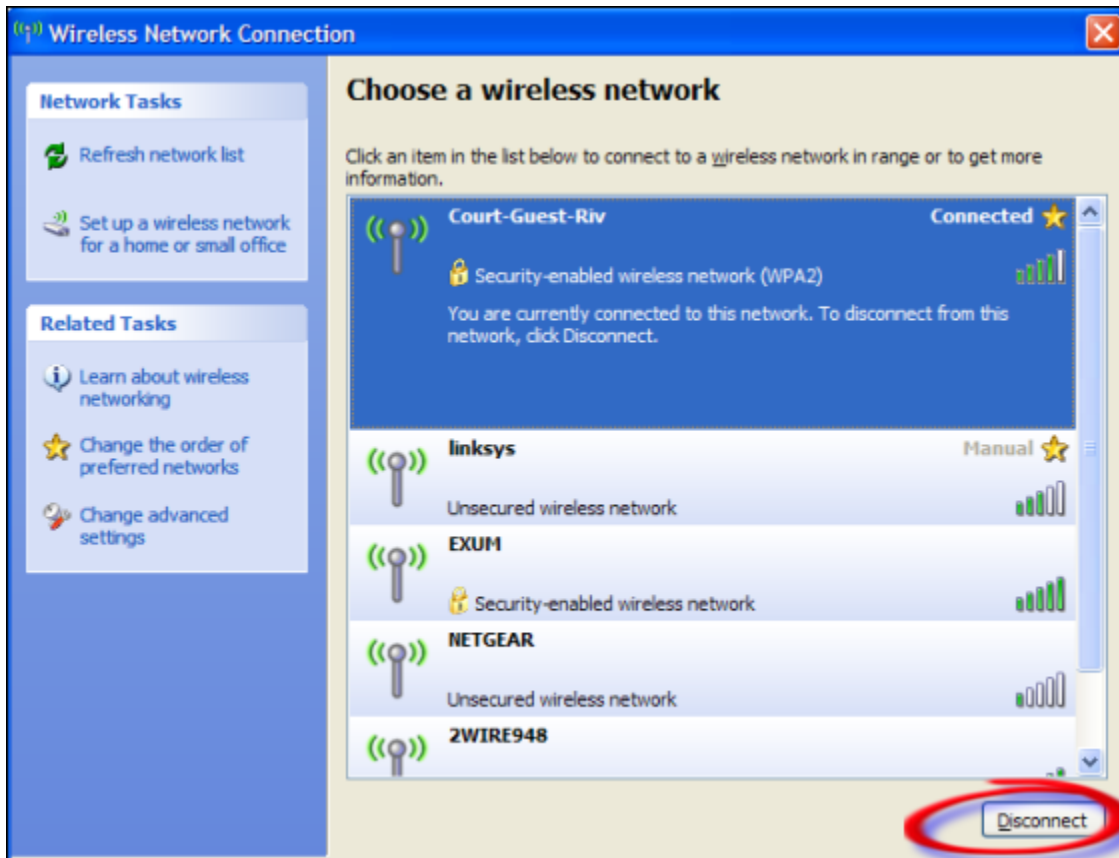 Wireless Network Connection
Network Tasks
Refresh network list
Set up a wireless network
for a home or small office
Related Tasks
Learn about wireless
networking
Change the order of
preferred networks
Change advanced
settings
Choose a wireless network
Click an item in the list below to connect to a wireless network in range or to get more
information.
Court-Guest-Riv
Connected
Security-enabled wireless network (WPA2)
You are currently connected to this network. To disconnect from this
network, click Disconnect.
linksys
Manual
Unsecured wireless network
EXUM
Security-enabled wireless network
NETGEAR
Unsecured wireless network
2WIRE948
Disconnect